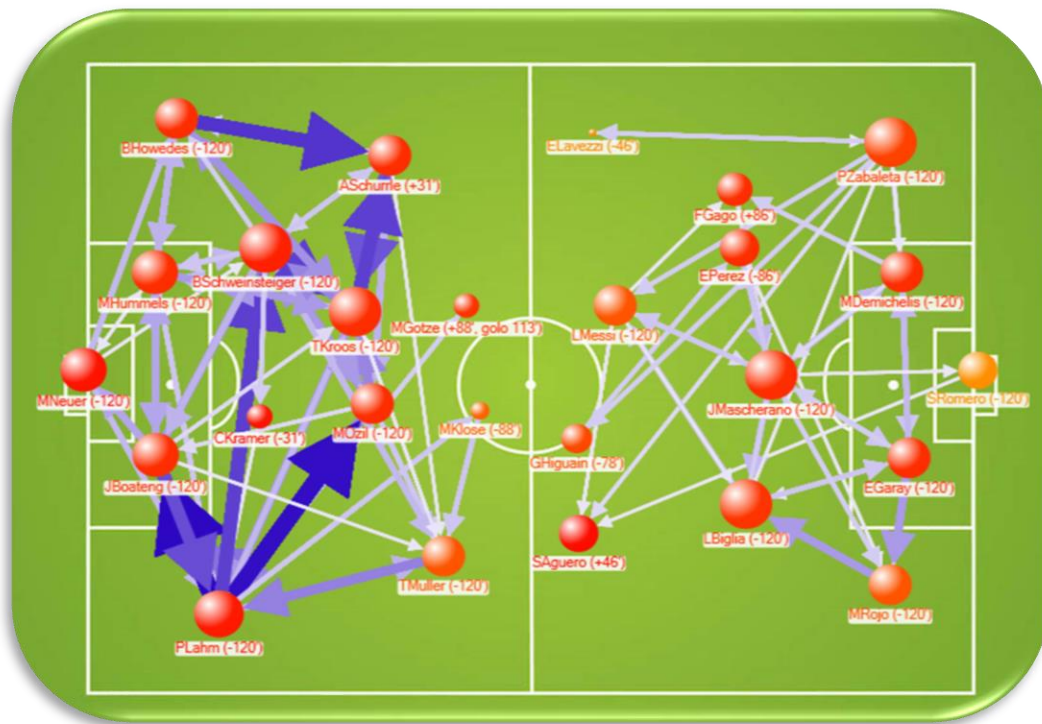 BHowedes (-120')
ASchurrle (+31')
BSchweinsteiger (-120')
MHummels (-120')
MGotze (+88', golo 113')
TKroos (-120')
MNeuer (-120')
CKramer (-31')
MOzil (-120')
MKlose (-88')
JBoateng (-120')
TMuller (-120')
PLahm (-120')
ELavezzi (-46')
PZabaleta (-120')
FGago (+86')
EPerez (-86')
MDemichelis (-120')
LMessi (-120')
JMascherano (-120')
SRomero (-120')
GHiguain (-78')
EGaray (-120')
LBiglia (-120')
SAguero (+46')
MRojo (-120')